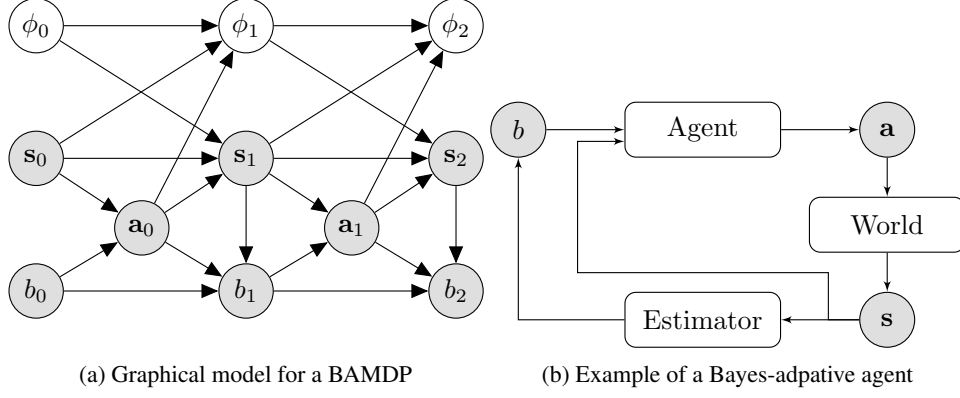 ϕ₀ ϕ₁ ϕ₂
s₀ s₁ s₂
a₀ a₁
b₀ b₁ b₂
b Agent a
World
Estimator s
(a) Graphical model for a BAMDP
(b) Example of a Bayes-adpative agent